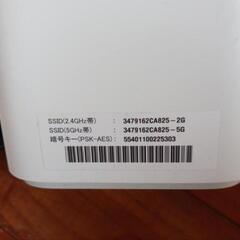 SSID(2.4GHz帯) : 3479162CA825-2G
SSID(5GHz帯) : 3479162CA825-5G
暗号キー(PSK-AES) : 55401100225303